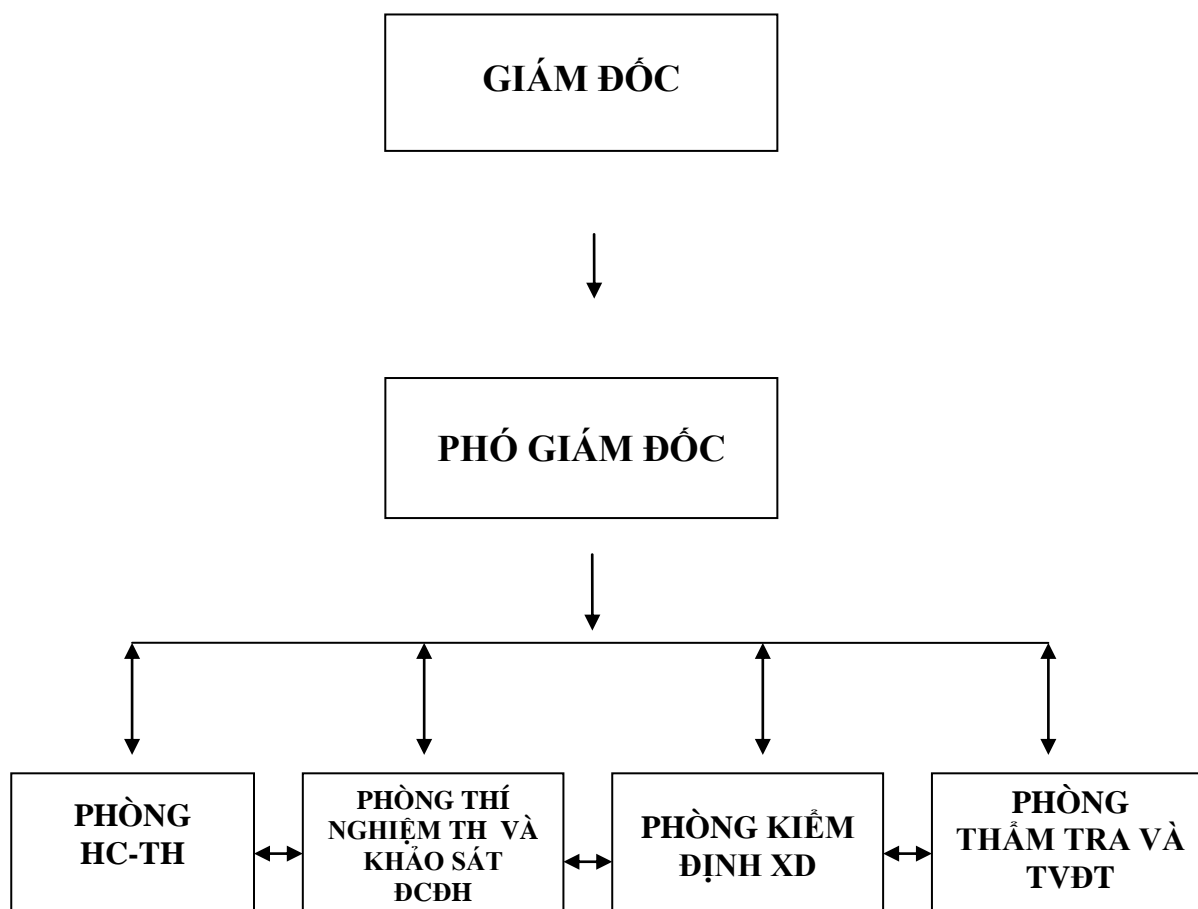 GIÁM ĐỐC
PHÓ GIÁM ĐỐC
PHÒNG
HC-TH
PHÒNG THÍ
NGHIỆM TH VÀ
KHẢO SÁT
ĐCĐH
PHÒNG KIỂM
ĐỊNH XD
PHÒNG
THẨM TRA VÀ
TVĐT